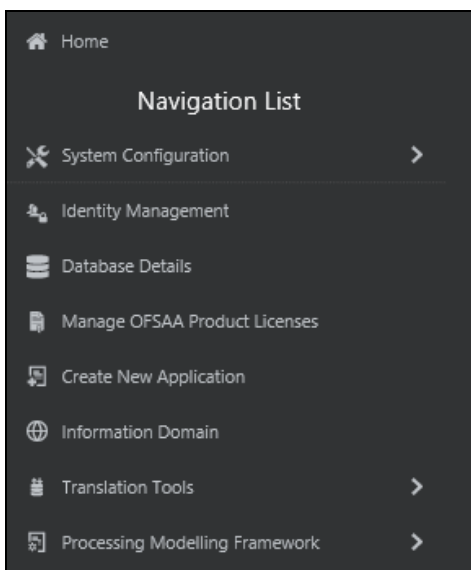 Home
Navigation List
System Configuration
Identity Management
Database Details
Manage OFSAA Product Licenses
Create New Application
Information Domain
Translation Tools
Processing Modelling Framework